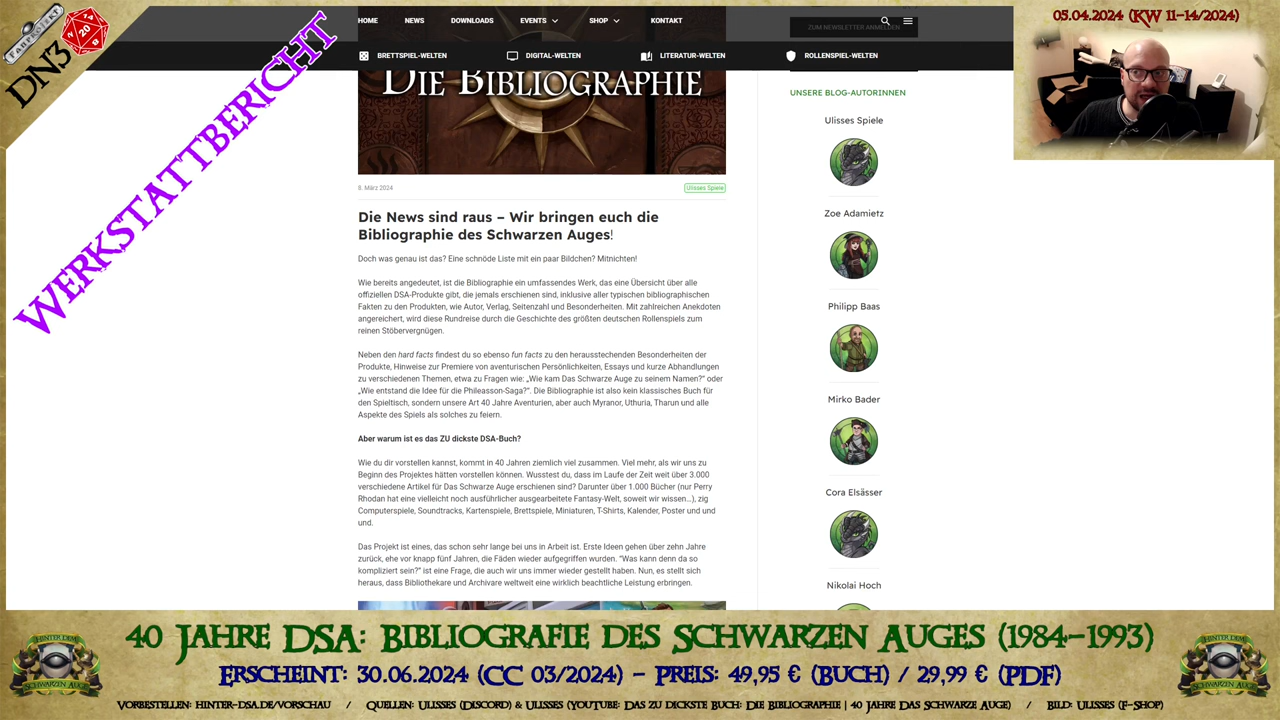 FANPROJEKT
DN3
20
WERKSTATTBERICHT
HOME NEWS DOWNLOADS EVENTS SHOP KONTAKT
ZUM NEWSLETTER ANMELDEN
BRETTSPIEL-WELTEN DIGITAL-WELTEN LITERATUR-WELTEN ROLLENSPIEL-WELTEN
05.04.2024 (KW 11-14/2024)
DIE BIBLIOGRAPHIE
8. März 2024 Ulisses Spiele
Die News sind raus – Wir bringen euch die
Bibliographie des Schwarzen Auges!
Doch was genau ist das? Eine schnöde Liste mit ein paar Bildchen? Mitnichten!
Wie bereits angedeutet, ist die Bibliographie ein umfassendes Werk, das eine Übersicht über alle
offiziellen DSA-Produkte gibt, die jemals erschienen sind, inklusive aller typischen bibliographischen
Fakten zu den Produkten, wie Autor, Verlag, Seitenzahl und Besonderheiten. Mit zahlreichen Anekdoten
angereichert, wird diese Rundreise durch die Geschichte des größten deutschen Rollenspiels zum
reinen Stöbervergnügen.
Neben den hard facts findest du so ebenso fun facts zu den herausstechenden Besonderheiten der
Produkte, Hinweise zur Premiere von aventurischen Persönlichkeiten, Essays und kurze Abhandlungen
zu verschiedenen Themen, etwa zu Fragen wie: „Wie kam Das Schwarze Auge zu seinem Namen?“ oder
„Wie entstand die Idee für die Phileasson-Saga?“. Die Bibliographie ist also kein klassisches Buch für
den Spieltisch, sondern unsere Art 40 Jahre Aventurien, aber auch Myranor, Uthuria, Tharun und alle
Aspekte des Spiels als solches zu feiern.
Aber warum ist es das ZU dickste DSA-Buch?
Wie du dir vorstellen kannst, kommt in 40 Jahren ziemlich viel zusammen. Viel mehr, als wir uns zu
Beginn des Projektes hätten vorstellen können. Wusstest du, dass im Laufe der Zeit weit über 3.000
verschiedene Artikel für Das Schwarze Auge erschienen sind? Darunter über 1.000 Bücher (nur Perry
Rhodan hat eine vielleicht noch ausführlicher ausgearbeitete Fantasy-Welt, soweit wir wissen…), zig
Computerspiele, Soundtracks, Kartenspiele, Brettspiele, Miniaturen, T-Shirts, Kalender, Poster und und
und.
Das Projekt ist eines, das schon sehr lange bei uns in Arbeit ist. Erste Ideen gehen über zehn Jahre
zurück, ehe vor knapp fünf Jahren, die Fäden wieder aufgegriffen wurden. “Was kann denn da so
kompliziert sein?” ist eine Frage, die auch wir uns immer wieder gestellt haben. Nun, es stellt sich
heraus, dass Bibliothekare und Archivare weltweit eine wirklich beachtliche Leistung erbringen.
UNSERE BLOG-AUTORINNEN
Ulisses Spiele
Zoe Adamietz
Philipp Baas
Mirko Bader
Cora Elsässer
Nikolai Hoch
HINTER DEM
SCHWARZEN AUGE
40 JAHRE DSA: BIBLIOGRAFIE DES SCHWARZEN AUGES (1984-1993)
ERSCHEINT: 30.06.2024 (CC 03/2024) - PREIS: 49,95 € (BUCH) / 29,99 € (PDF)
VORBESTELLEN: HINTER-DSA.DE/VORSCHAU / QUELLEN: ULISSES (DISCORD) & ULISSES (YOUTUBE: DAS ZU DICKSTE BUCH: DIE BIBLIOGRAPHIE | 40 JAHRE DAS SCHWARZE AUGE) / BILD: ULISSES (F-SHOP)
HINTER DEM
SCHWARZEN AUGE